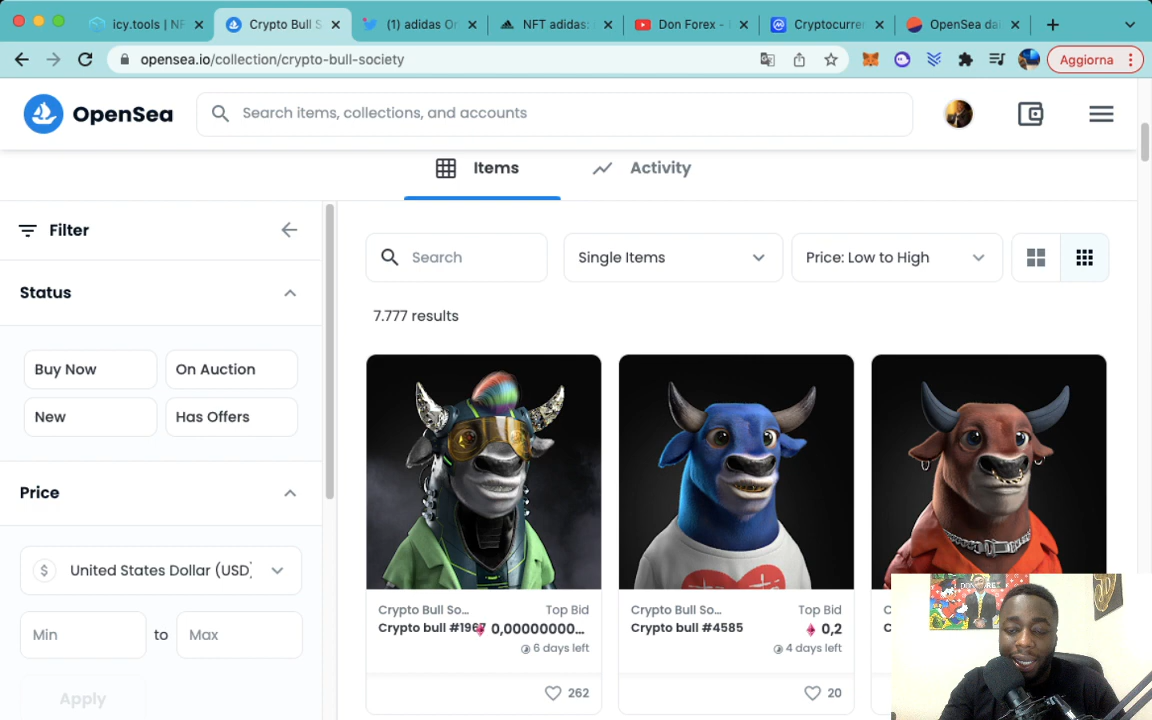 icy.tools | NF
Crypto Bull S
(1) adidas Or
NFT adidas:
Don Forex -
Cryptocurre
OpenSea da
opensea.io/collection/crypto-bull-society
Aggiorna
OpenSea
Search items, collections, and accounts
Items
Activity
Filter
Search
Single Items
Price: Low to High
Status
7.777 results
Buy Now
On Auction
New
Has Offers
Price
United States Dollar (USD)
Min
to
Max
Apply
Crypto Bull So...
Top Bid
Crypto bull #1967
0,00000000...
6 days left
262
Crypto Bull So...
Top Bid
Crypto bull #4585
0,2
4 days left
20